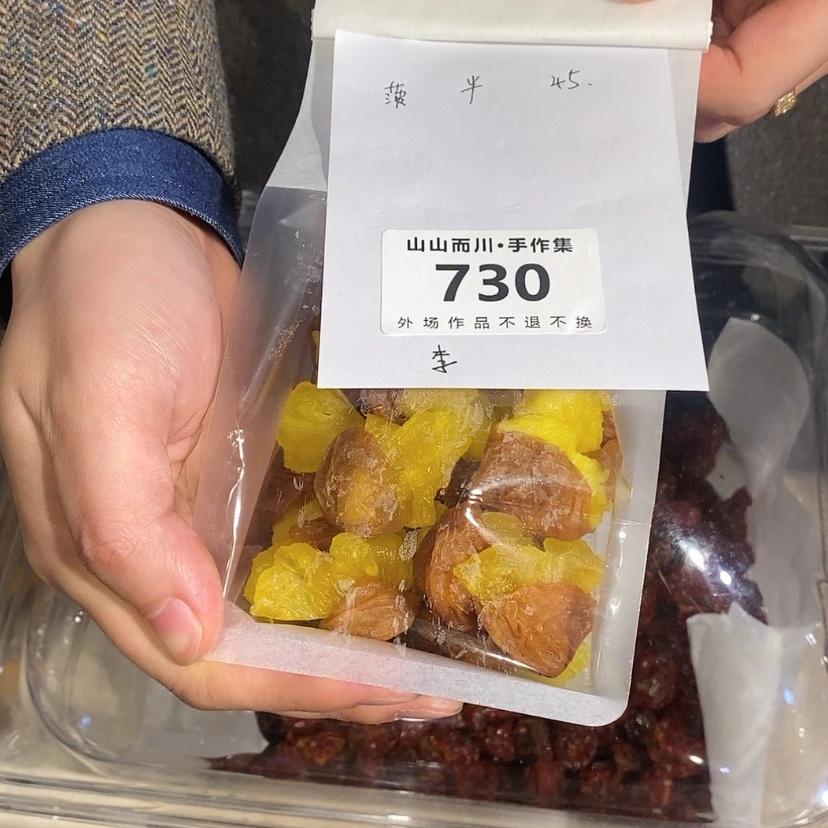 半 45.
山山而川·手作集
730
外场作品不退不换
李